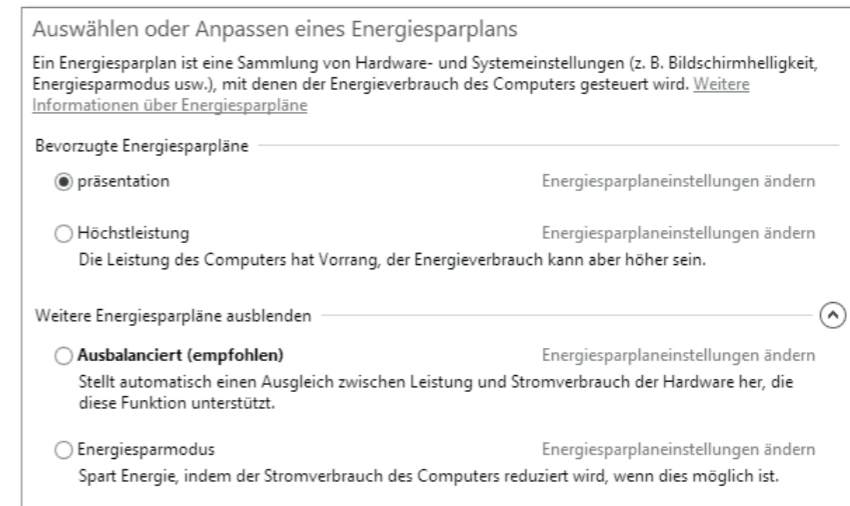 Auswählen oder Anpassen eines Energiesparplans
Ein Energiesparplan ist eine Sammlung von Hardware- und Systemeinstellungen (z. B. Bildschirmhelligkeit,
Energiesparmodus usw.), mit denen der Energieverbrauch des Computers gesteuert wird. Weitere
Informationen über Energiesparpläne
Bevorzugte Energiesparpläne
präsentation Energiesparplaneinstellungen ändern
Höchstleistung Energiesparplaneinstellungen ändern
Die Leistung des Computers hat Vorrang, der Energieverbrauch kann aber höher sein.
Weitere Energiesparpläne ausblenden
Ausbalanciert (empfohlen) Energiesparplaneinstellungen ändern
Stellt automatisch einen Ausgleich zwischen Leistung und Stromverbrauch der Hardware her, die
diese Funktion unterstützt.
Energiesparmodus Energiesparplaneinstellungen ändern
Spart Energie, indem der Stromverbrauch des Computers reduziert wird, wenn dies möglich ist.